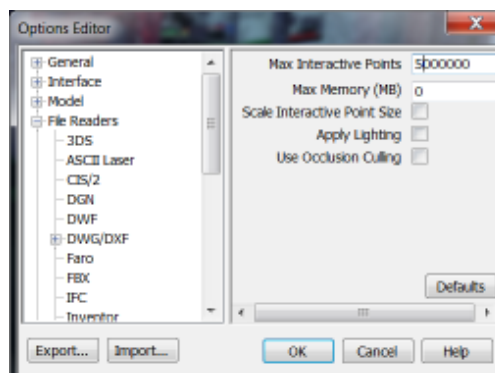 Options Editor
General
Interface
Model
File Readers
3DS
ASCII Laser
CIS/2
DGN
DWF
DWG/DXF
Faro
FBX
IFC
Inventor
Max Interactive Points 5000000
Max Memory (MB) 0
Scale Interactive Point Size
Apply Lighting
Use Occlusion Culling
Defaults
Export... Import... OK Cancel Help